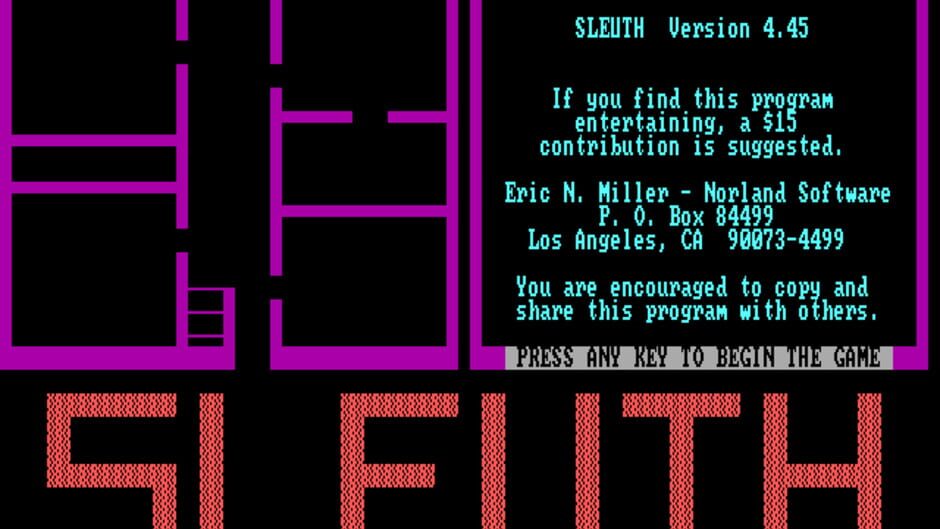 SLEUTH Version 4.45
If you find this program
entertaining, a $15
contribution is suggested.
Eric N. Miller - Norland Software
P. O. Box 84499
Los Angeles, CA 90073-4499
You are encouraged to copy and
share this program with others.
PRESS ANY KEY TO BEGIN THE GAME
SLEUTH